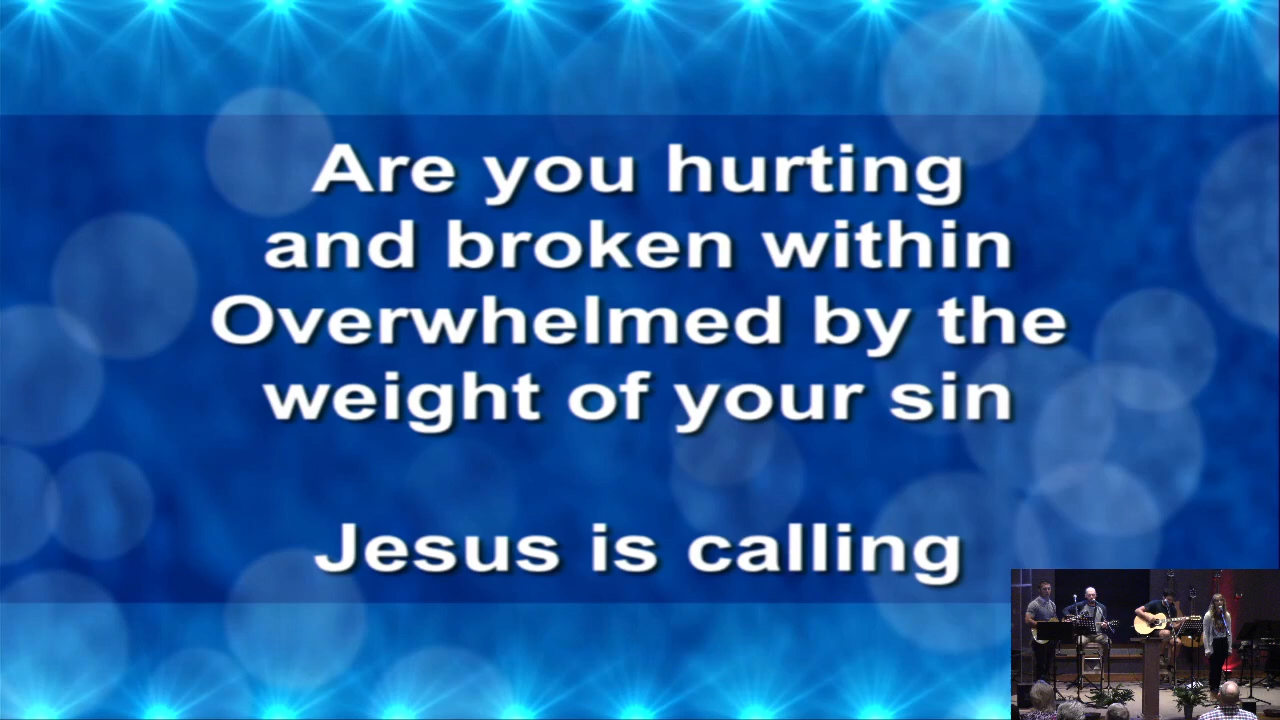 Are you hurting
and broken within
Overwhelmed by the
weight of your sin
Jesus is calling